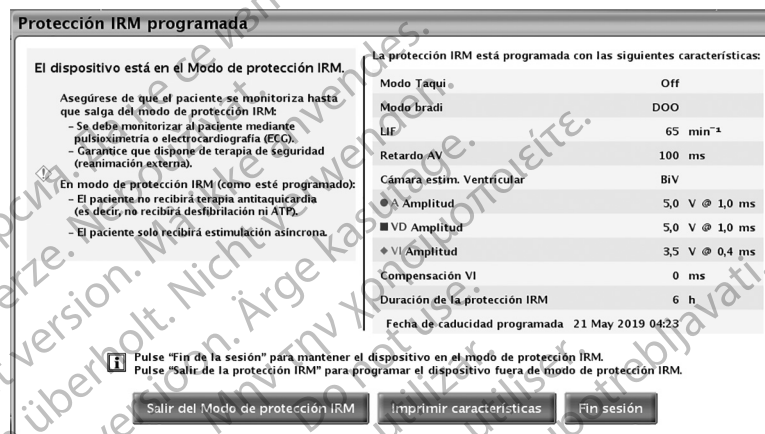 Protección IRM programada
El dispositivo está en el Modo de protección IRM.
Asegúrese de que el paciente se monitoriza hasta
que salga del modo de protección IRM:
– Se debe monitorizar al paciente mediante
pulsioximetría o electrocardiografía (ECG).
– Garantice que dispone de terapia de seguridad
(reanimación externa).
En modo de protección IRM (como esté programado):
– El paciente no recibirá terapia antitaquicardia
(es decir, no recibirá desfibrilación ni ATP).
– El paciente solo recibirá estimulación asíncrona.
La protección IRM está programada con las siguientes características:
Modo Taqui Off
Modo bradi DOO
LIF 65 min⁻¹
Retardo AV 100 ms
Cámara estim. Ventricular BiV
A Amplitud 5,0 V @ 1,0 ms
VD Amplitud 5,0 V @ 1,0 ms
VI Amplitud 3,5 V @ 0,4 ms
Compensación VI 0 ms
Duración de la protección IRM 6 h
Fecha de caducidad programada 21 May 2019 04:23
Pulse “Fin de la sesión” para mantener el dispositivo en el modo de protección IRM.
Pulse “Salir de la protección IRM” para programar el dispositivo fuera de modo de protección IRM.
Salir del Modo de protección IRM Imprimir características Fin sesión